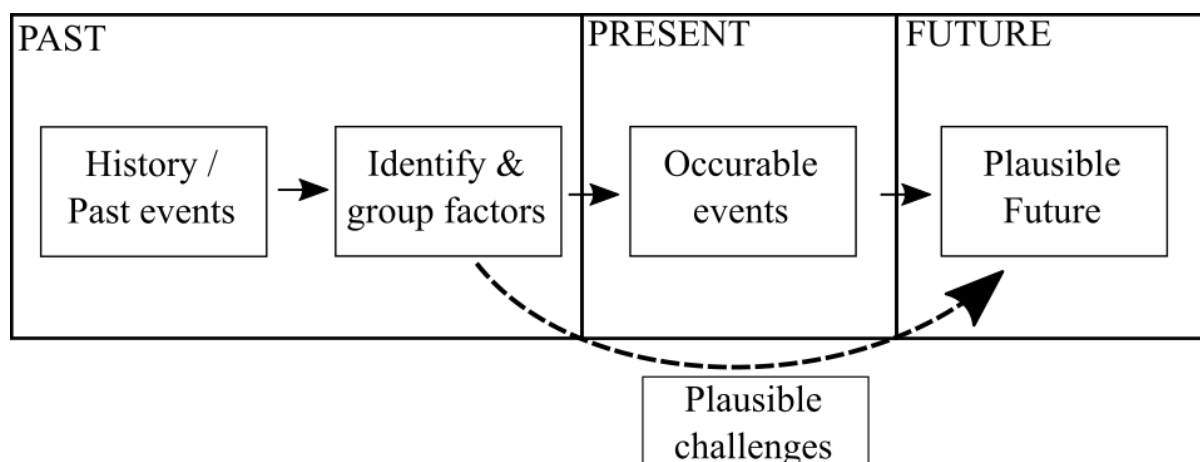 PAST
PRESENT
FUTURE
History /
Past events
Identify &
group factors
Occurable
events
Plausible
Future
Plausible
challenges